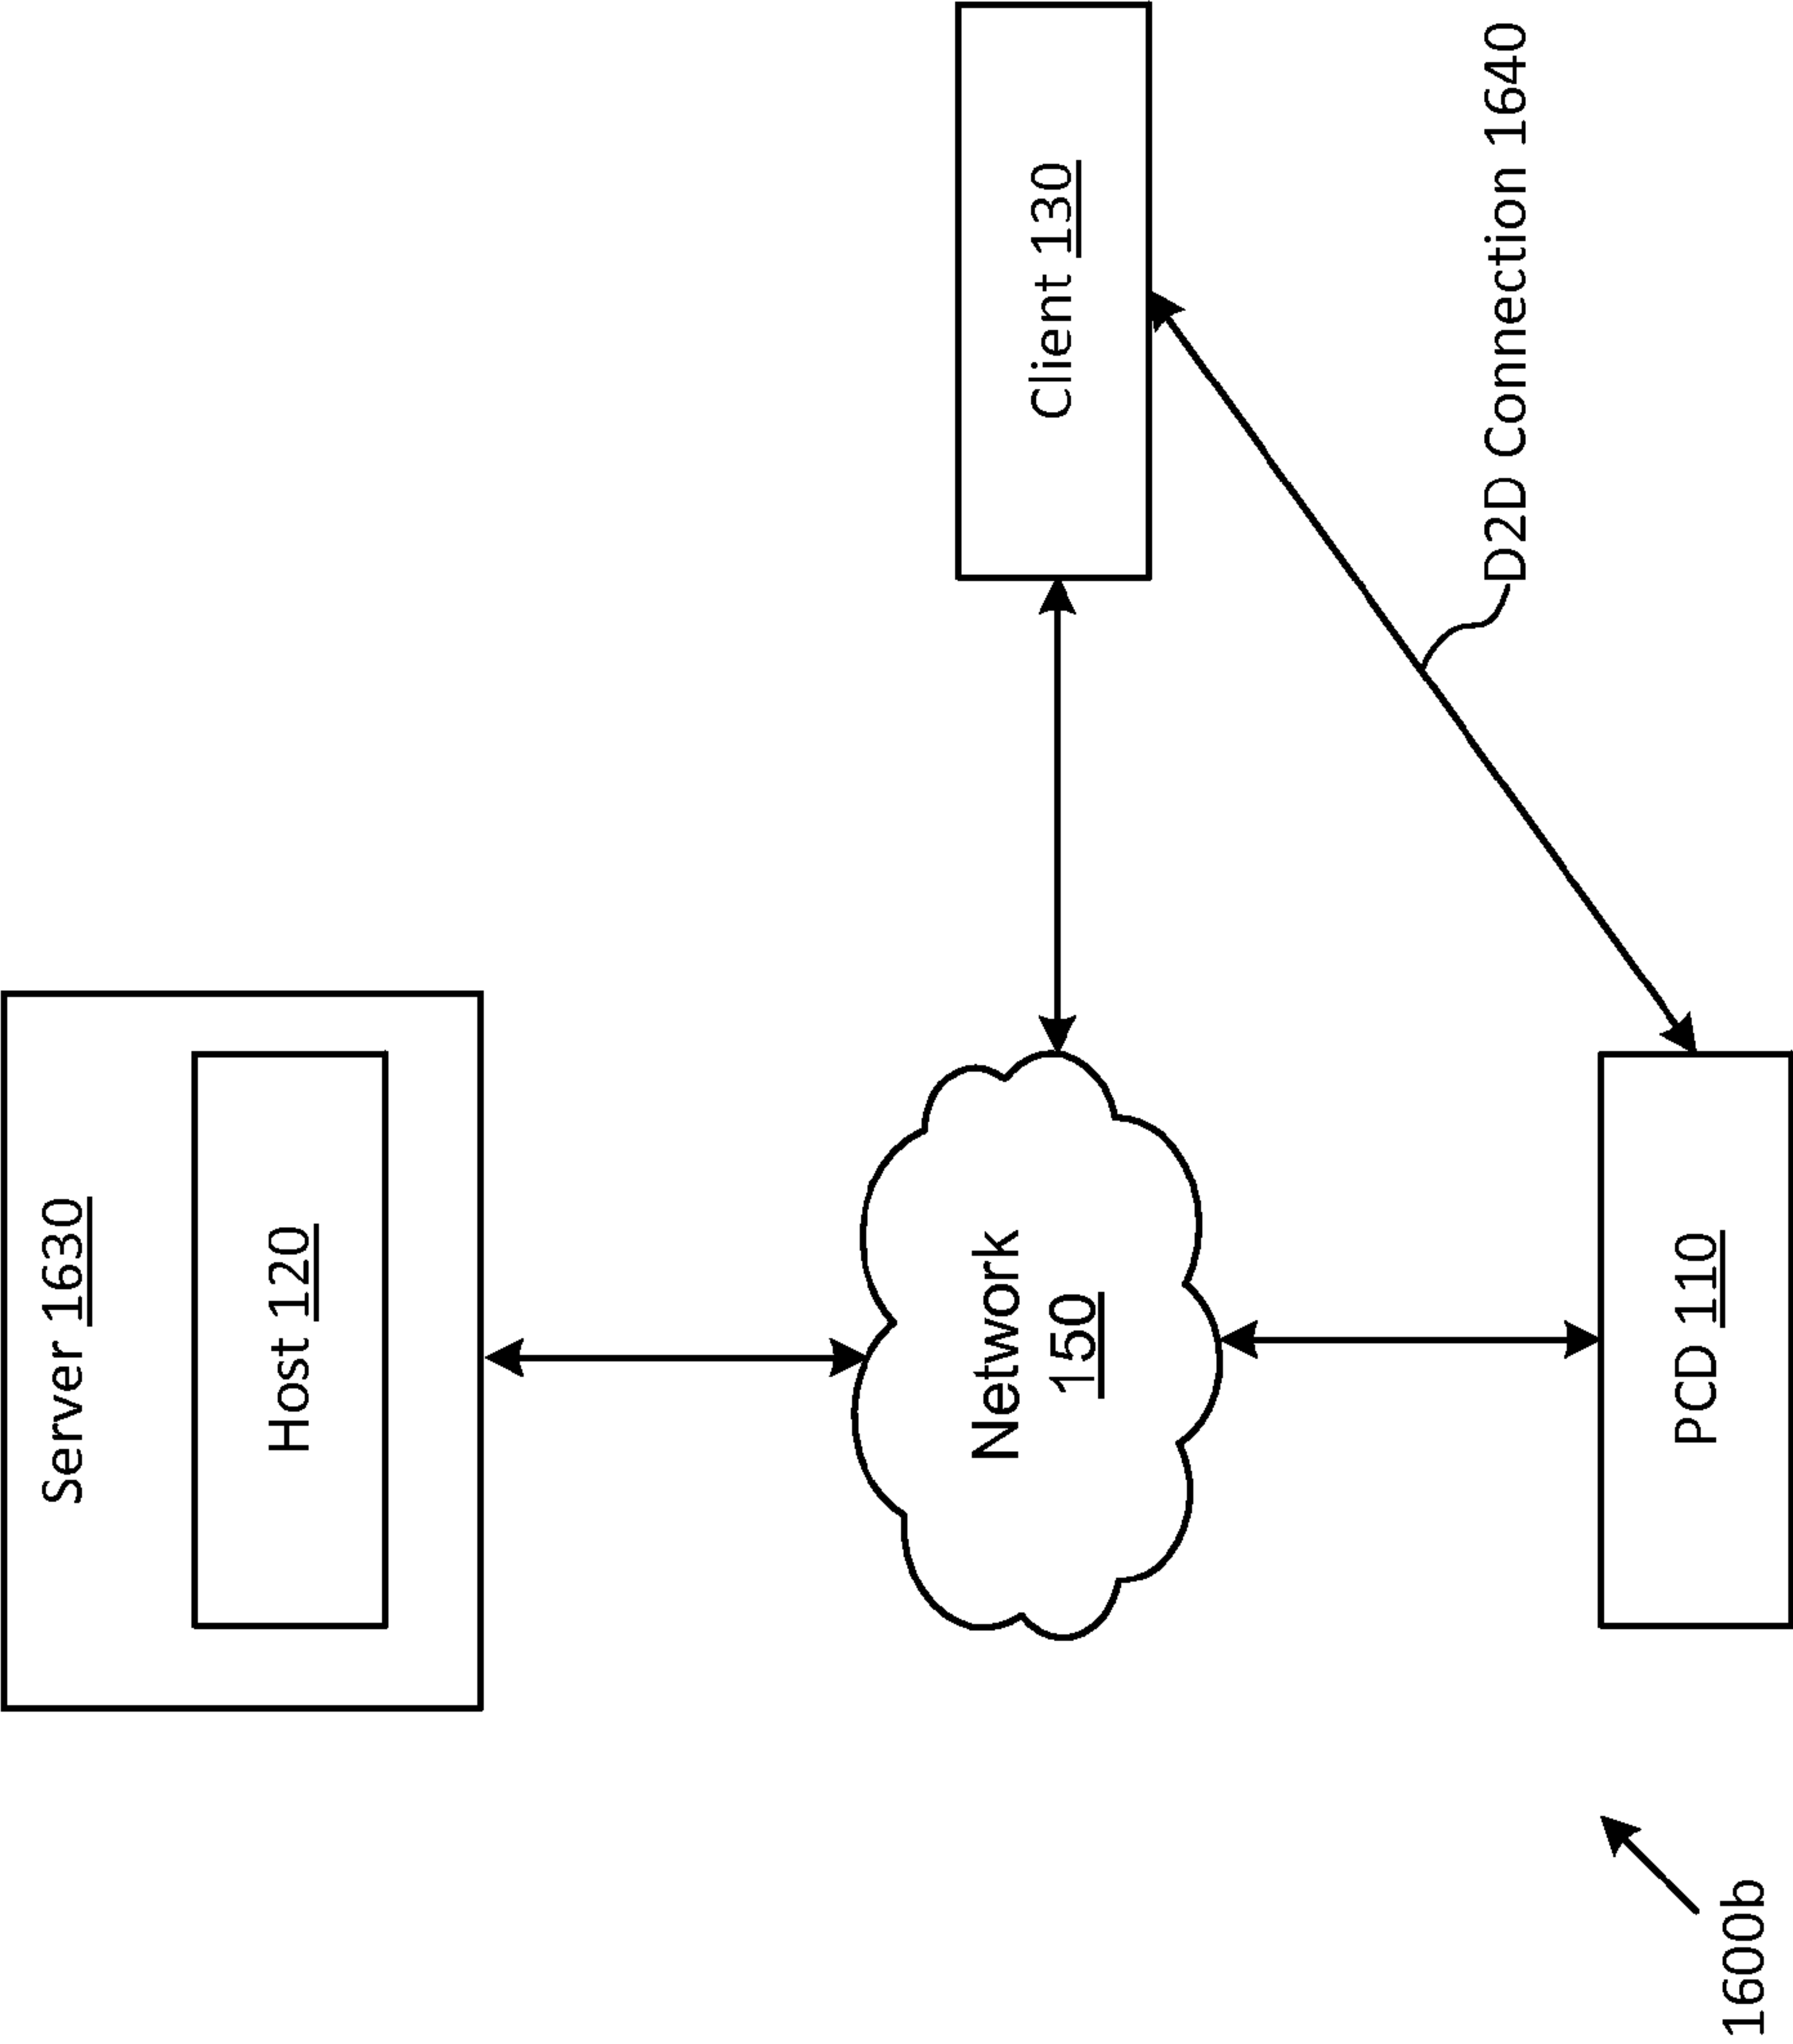 Server 1630
Host 120
Network
150
Client 130
D2D Connection 1640
PCD 110
1600b